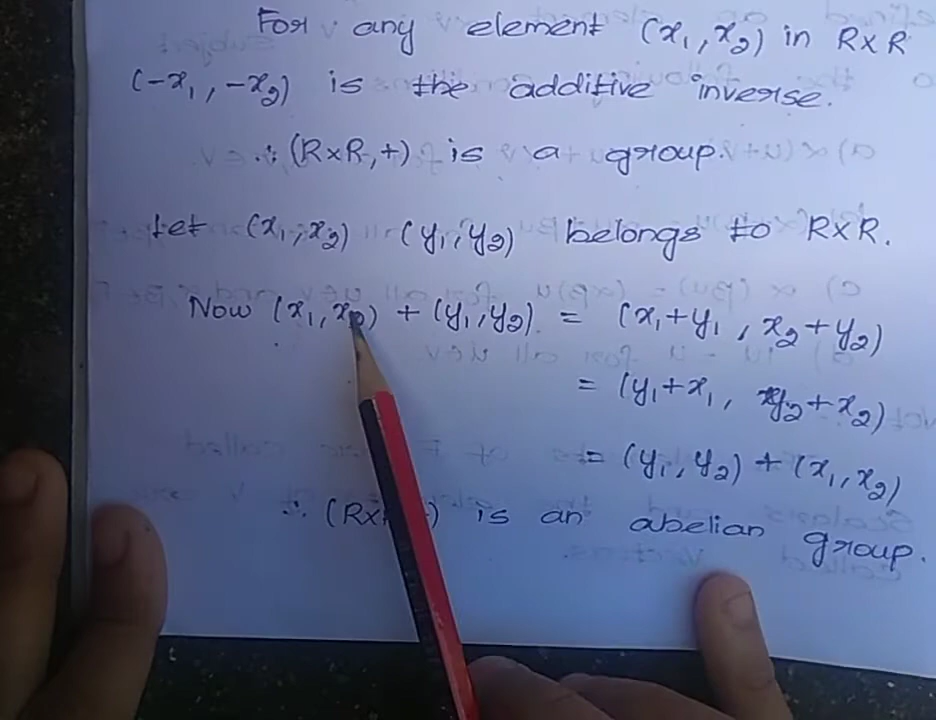 For any element (x₁, x₂) in R×R
(-x₁, -x₂) is the additive inverse.
∴ (R×R, +) is a group.
Let (x₁, x₂) (y₁, y₂) belongs to R×R.
Now (x₁, x₂) + (y₁, y₂) = (x₁+y₁, x₂+y₂)
= (y₁+x₁, y₂+x₂)
= (y₁, y₂) + (x₁, x₂)
∴ (R× ) is an abelian group.